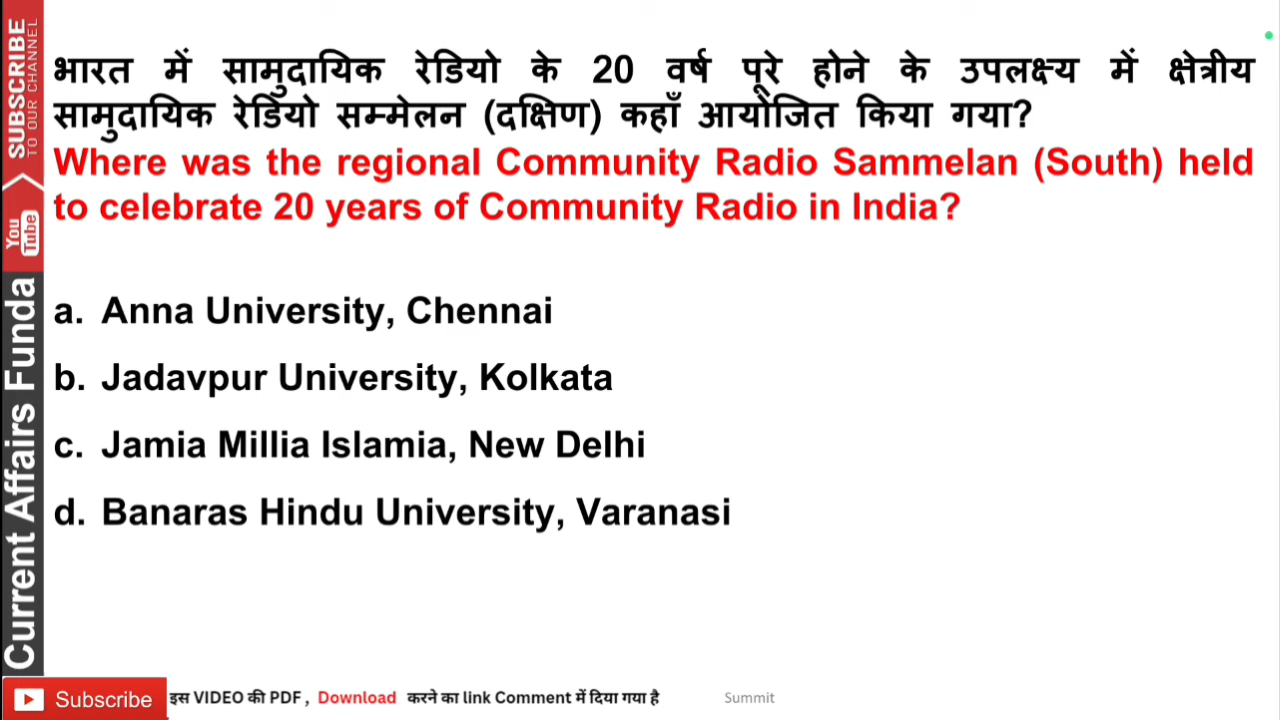 भारत में सामुदायिक रेडियो के 20 वर्ष पूरे होने के उपलक्ष्य में क्षेत्रीय
सामुदायिक रेडियो सम्मेलन (दक्षिण) कहाँ आयोजित किया गया?
Where was the regional Community Radio Sammelan (South) held
to celebrate 20 years of Community Radio in India?
a. Anna University, Chennai
b. Jadavpur University, Kolkata
c. Jamia Millia Islamia, New Delhi
d. Banaras Hindu University, Varanasi
SUBSCRIBE
TO OUR CHANNEL
You
Tube
Current Affairs Funda
Subscribe इस VIDEO की PDF , Download करने का link Comment में दिया गया है Summit